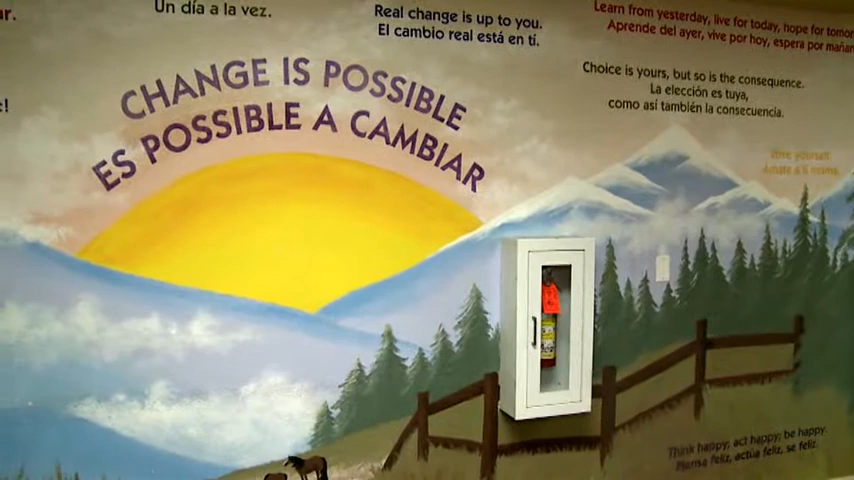 Un día a la vez.
Real change is up to you.
El cambio real está en tí.
Learn from yesterday, live for today, hope for
Aprende del ayer, vive por hoy, espera por
Choice is yours, but so is the consequence.
La elección es tuya,
como así también la consecuencia.
CHANGE IS POSSIBLE
ES POSSIBLE A CAMBIAR
Love yourself
Amate a ti
Think happy, act happy, be happy.
Piensa feliz, actúa feliz, se feliz.